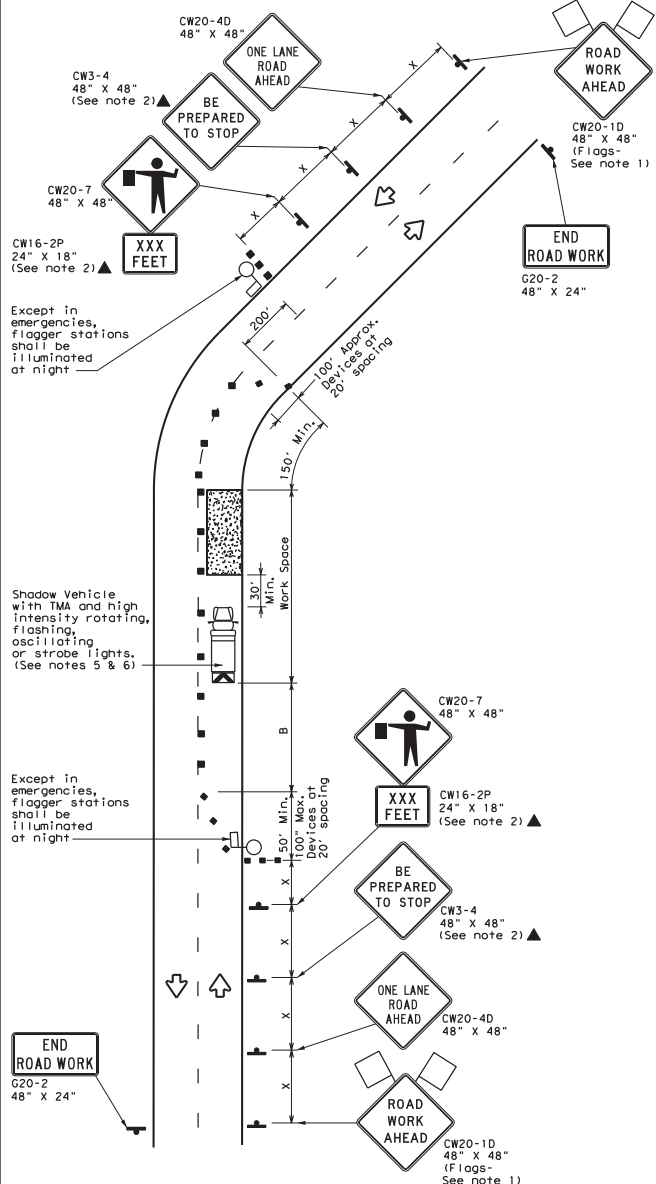 CW20-4D
48" X 48"
ONE LANE
ROAD
AHEAD
X
ROAD
WORK
AHEAD
CW20-1D
48" X 48"
(Flags-
See note 1)
CW3-4
48" X 48"
(See note 2)▲
BE
PREPARED
TO STOP
X
X
X
CW20-7
48" X 48"
CW16-2P
24" X 18"
(See note 2)▲
XXX
FEET
END
ROAD WORK
G20-2
48" X 24"
Except in
emergencies,
flagger stations
shall be
illuminated
at night
200'
100' Approx.
Devices at
20' spacing
150' Min.
Work Space
30'
Min.
Shadow Vehicle
with TMA and high
intensity rotating,
flashing,
oscillating
or strobe lights.
(See notes 5 & 6)
B
CW20-7
48" X 48"
XXX
FEET
CW16-2P
24" X 18"
(See note 2)▲
Except in
emergencies,
flagger stations
shall be
illuminated
at night
50' Min.
100" Max.
Devices at
20' spacing
X
BE
PREPARED
TO STOP
CW3-4
48" X 48"
(See note 2)▲
X
ONE LANE
ROAD
AHEAD
CW20-4D
48" X 48"
X
END
ROAD WORK
G20-2
48" X 24"
X
ROAD
WORK
AHEAD
CW20-1D
48" X 48"
(Flags-
See note 1)